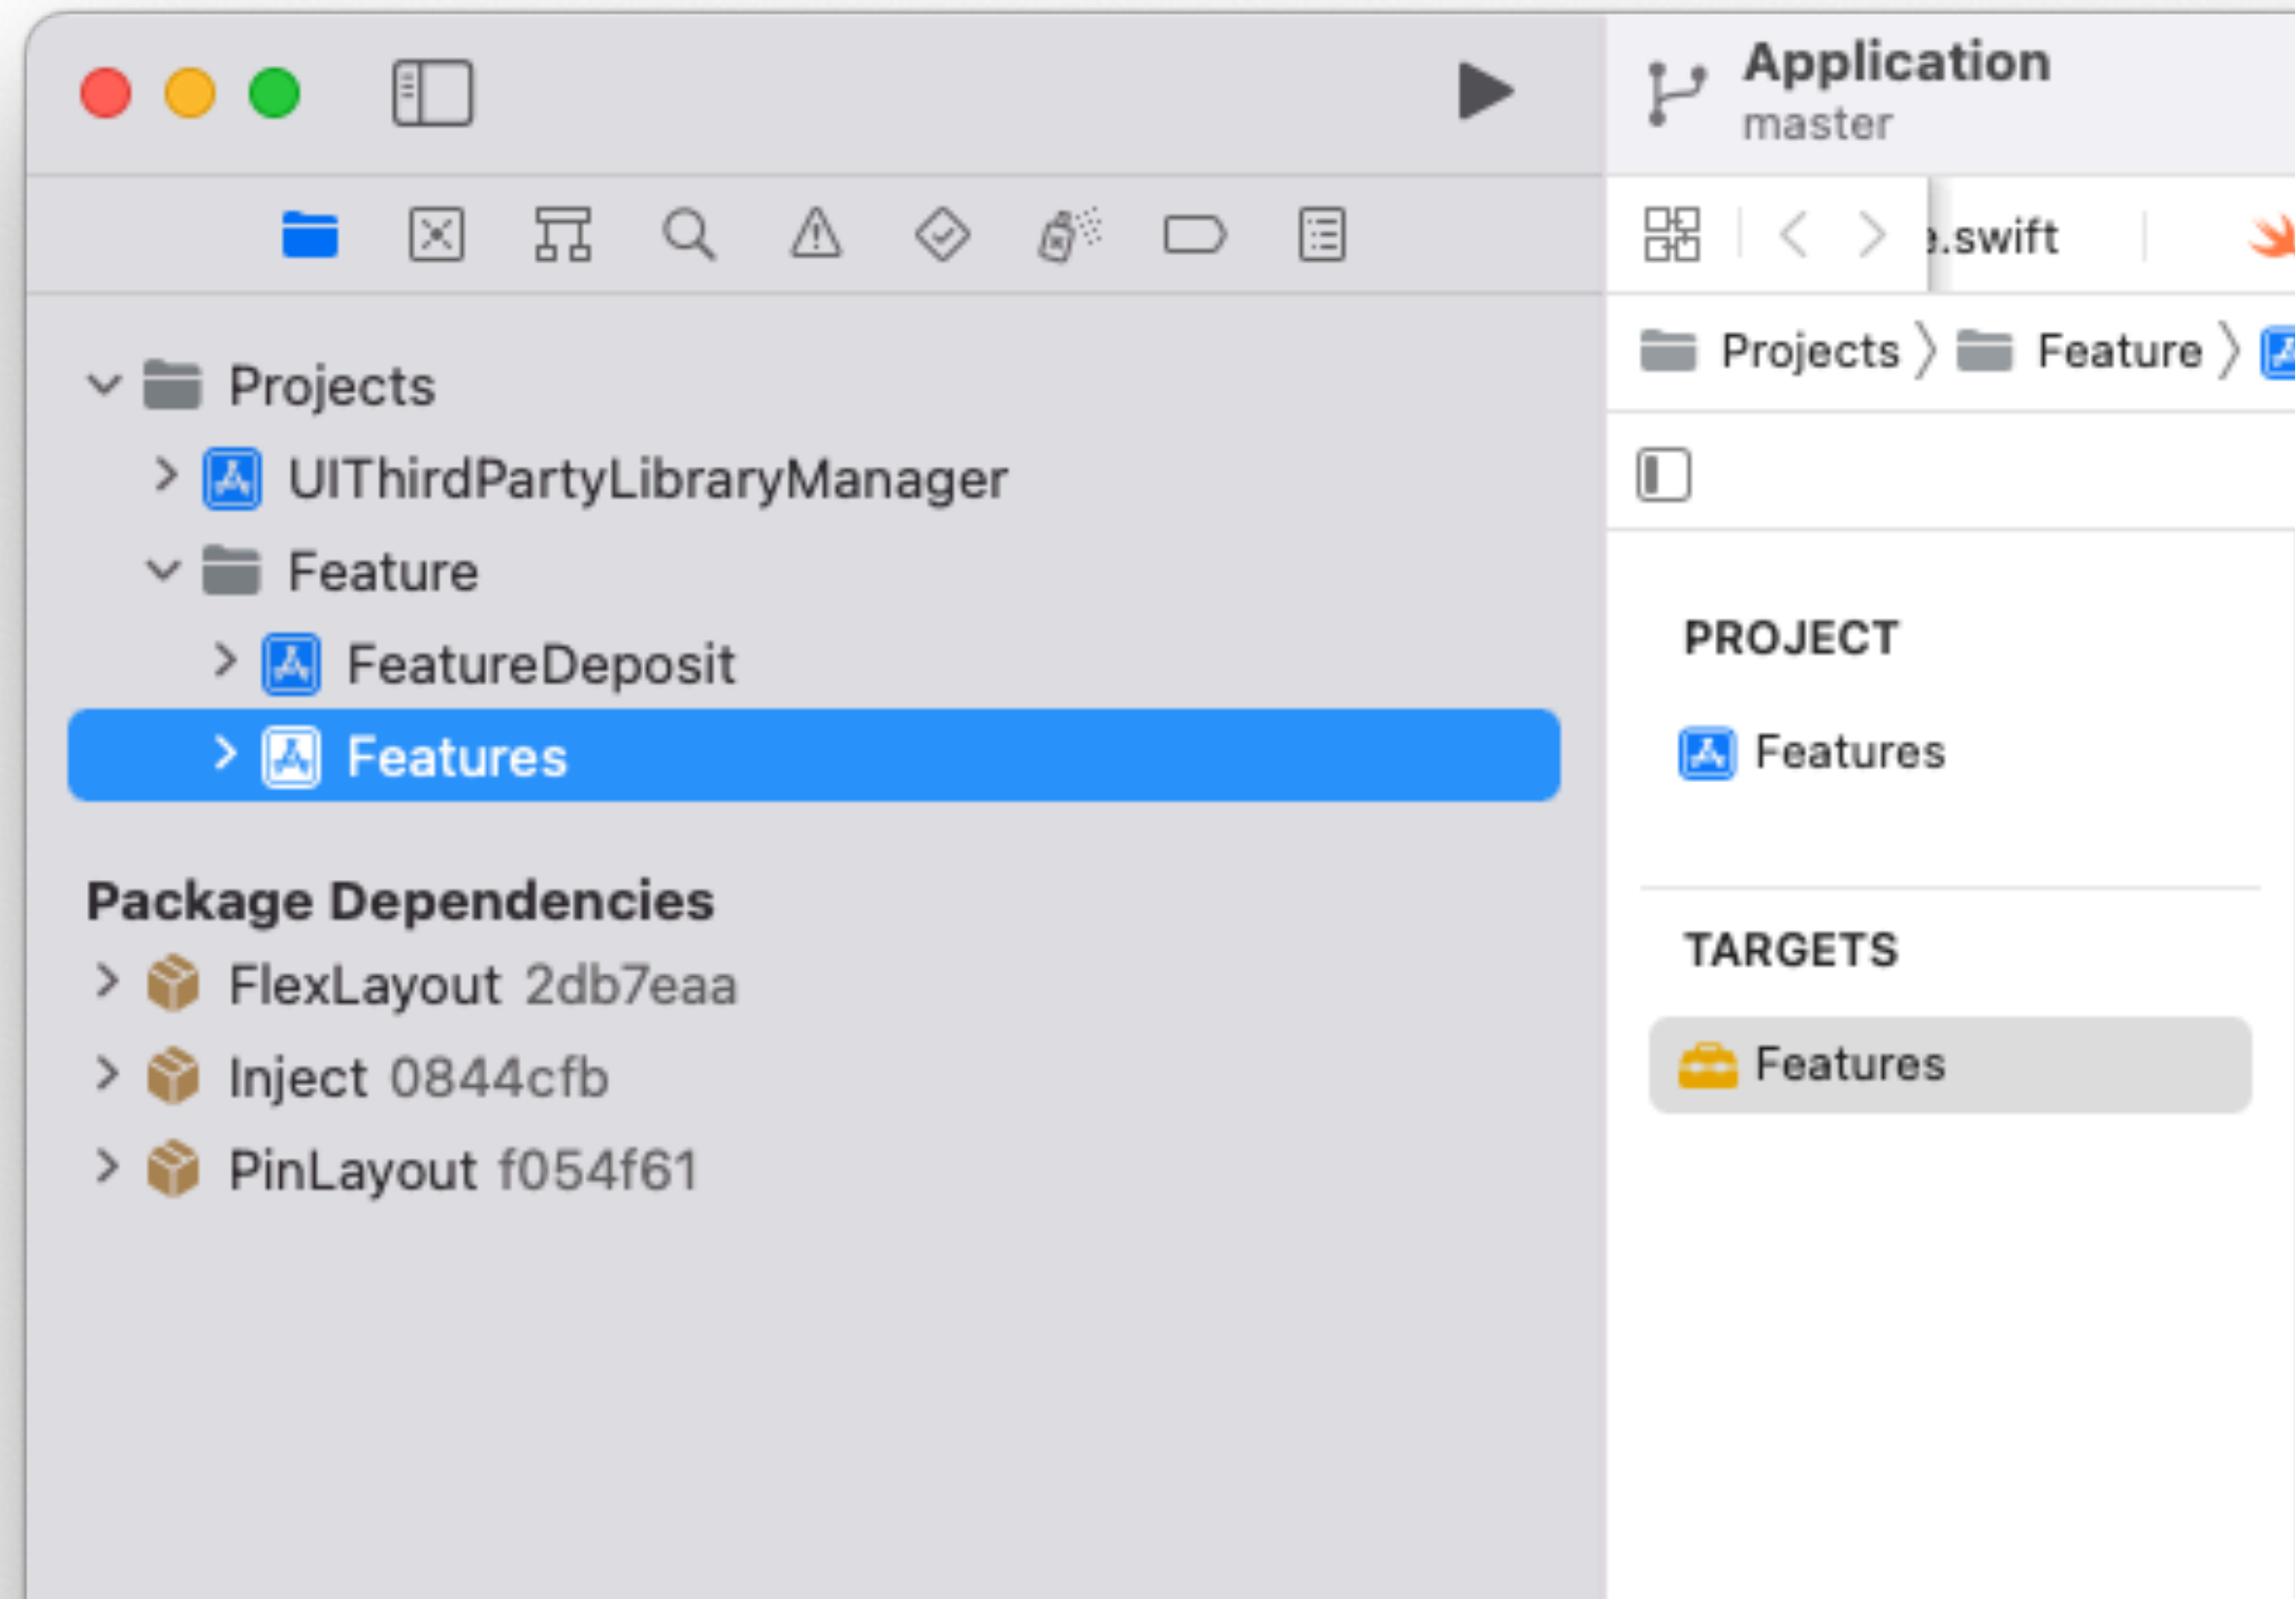 Application
master
.swift
Projects
UIThirdPartyLibraryManager
Feature
FeatureDeposit
Features
Package Dependencies
FlexLayout 2db7eaa
Inject 0844cfb
PinLayout f054f61
Projects Feature
PROJECT
Features
TARGETS
Features